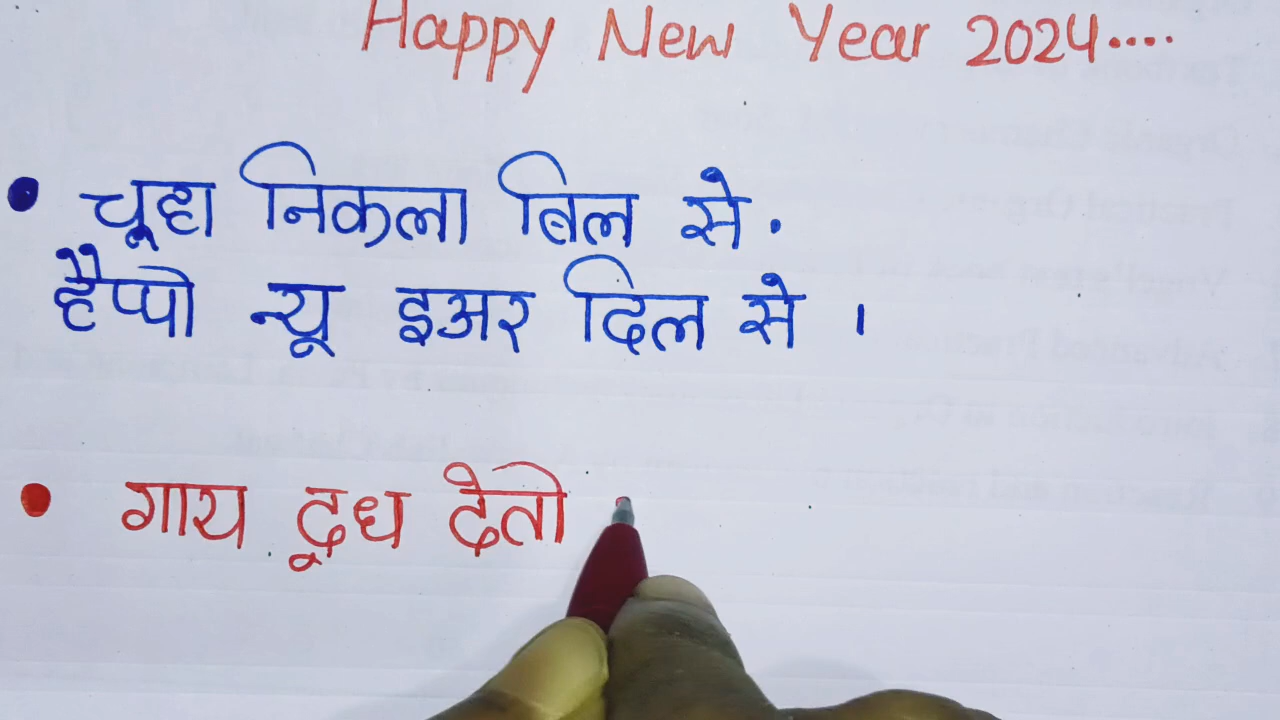 Happy New Year 2024....
• चूहा निकला बिल से.
हैप्पी न्यू इअर दिल से ।
• गाय दूध देती